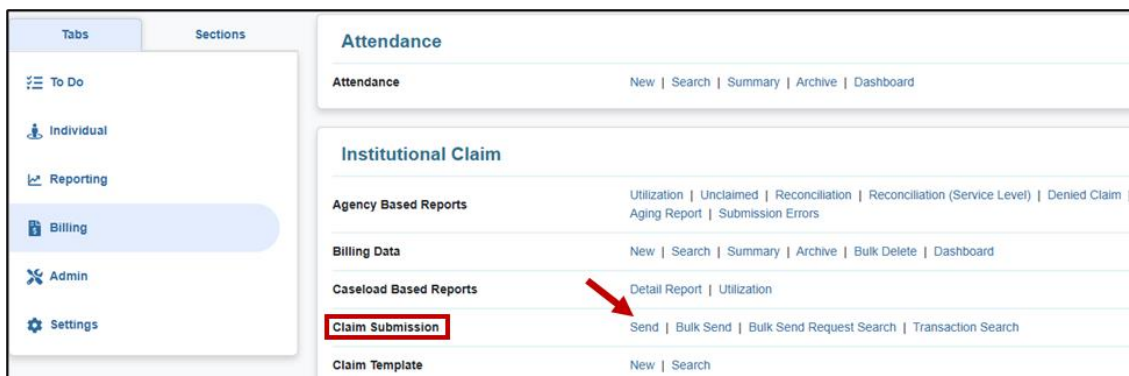 Tabs Sections
To Do
Individual
Reporting
Billing
Admin
Settings
Attendance
Attendance New | Search | Summary | Archive | Dashboard
Institutional Claim
Agency Based Reports Utilization | Unclaimed | Reconciliation | Reconciliation (Service Level) | Denied Claim |
Aging Report | Submission Errors
Billing Data New | Search | Summary | Archive | Bulk Delete | Dashboard
Caseload Based Reports Detail Report | Utilization
Claim Submission Send | Bulk Send | Bulk Send Request Search | Transaction Search
Claim Template New | Search